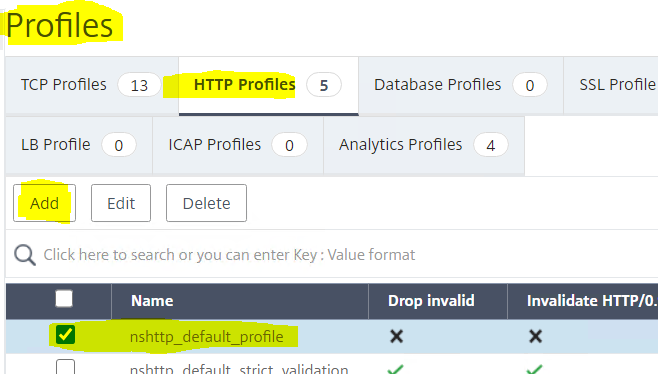 Profiles
TCP Profiles 13 HTTP Profiles 5 Database Profiles 0 SSL Profile
LB Profile 0 ICAP Profiles 0 Analytics Profiles 4
Add Edit Delete
Click here to search or you can enter Key : Value format
Name Drop invalid Invalidate HTTP/0.
nshttp_default_profile
nshttp_default_strict_validation